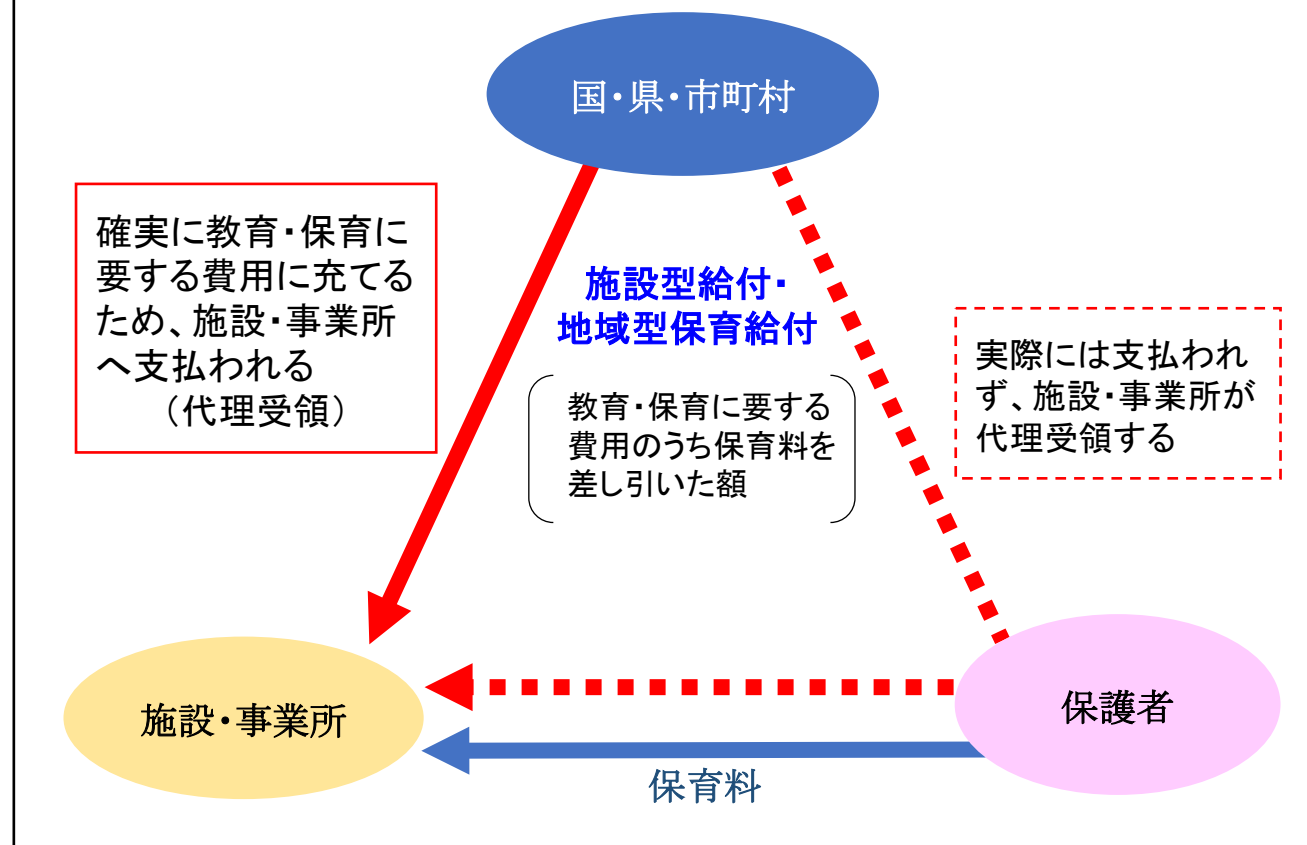 国・県・市町村
確実に教育・保育に
要する費用に充てる
ため、施設・事業所
へ支払われる
（代理受領）
施設型給付・
地域型保育給付
教育・保育に要する
費用のうち保育料を
差し引いた額
実際には支払われ
ず、施設・事業所が
代理受領する
施設・事業所
保護者
保育料